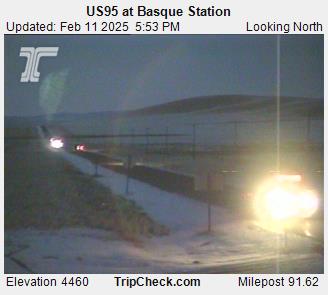 US95 at Basque Station
Updated: Feb 11 2025 5:53 PM Looking North
Elevation 4460 TripCheck.com Milepost 91.62